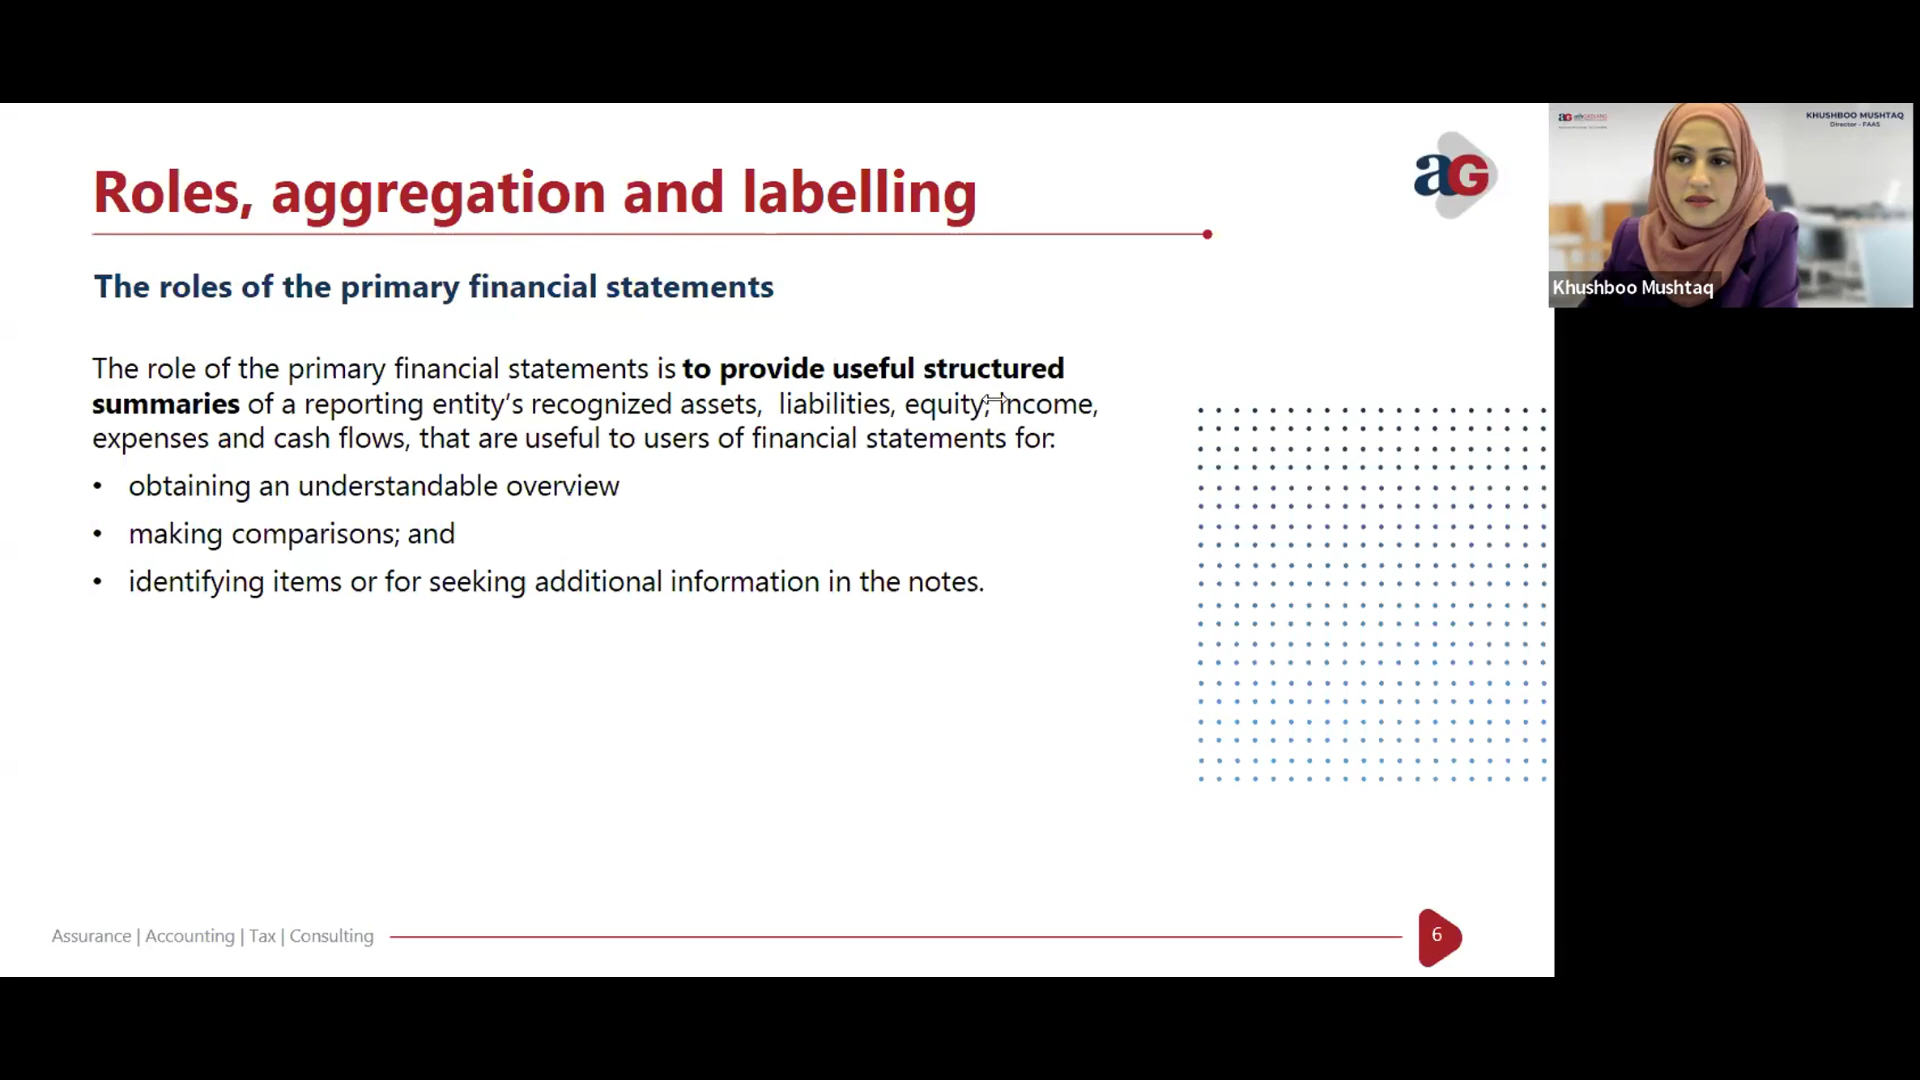 Roles, aggregation and labelling
aG
The roles of the primary financial statements
The role of the primary financial statements is to provide useful structured
summaries of a reporting entity's recognized assets, liabilities, equity, income,
expenses and cash flows, that are useful to users of financial statements for:
• obtaining an understandable overview
• making comparisons; and
• identifying items or for seeking additional information in the notes.
Assurance | Accounting | Tax | Consulting
6
aG
KHUSHBOO MUSHTAQ
Director - FAAS
Khushboo Mushtaq